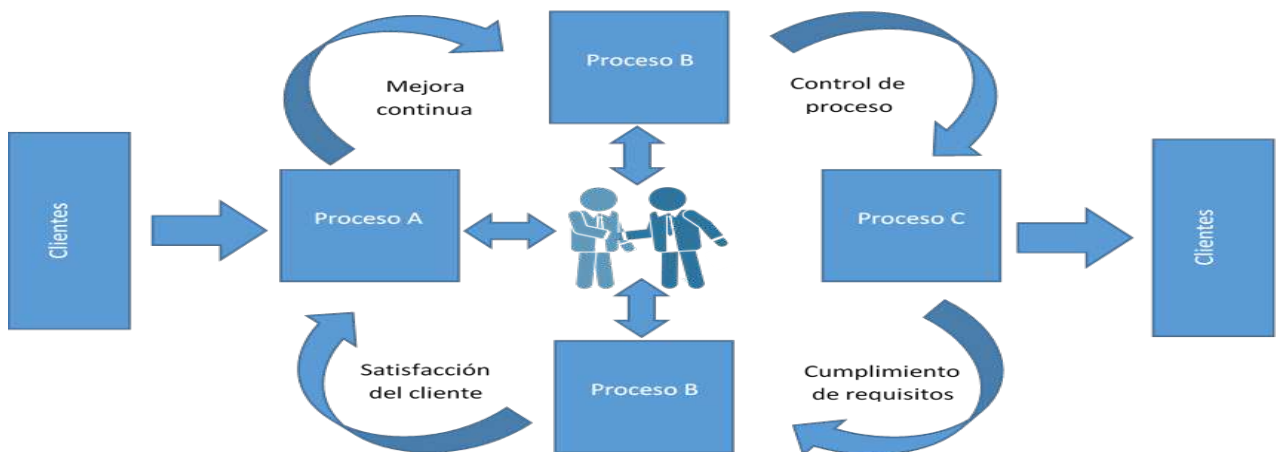 Proceso B
Mejora
continua
Control de
proceso
Clientes
Proceso A
Proceso C
Clientes
Satisfacción
del cliente
Cumplimiento
de requisitos
Proceso B